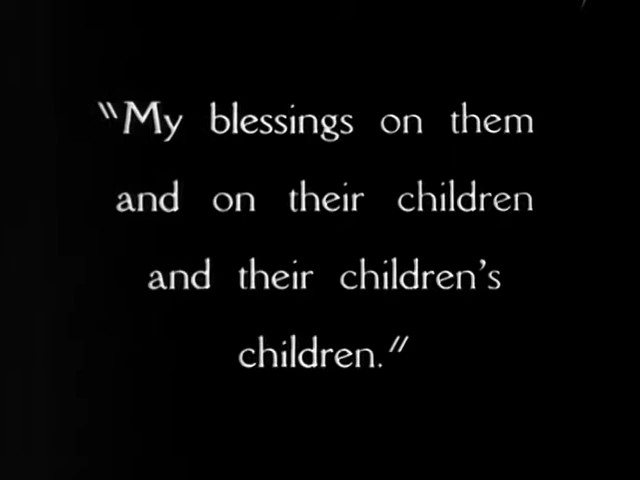 "My blessings on them
and on their children
and their children's
children."